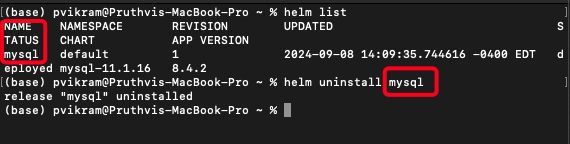 [(base) pvikram@Pruthvis-MacBook-Pro ~ % helm list
NAME NAMESPACE REVISION UPDATED S
TATUS CHART APP VERSION
mysql default 1 2024-09-08 14:09:35.744616 -0400 EDT d
eployed mysql-11.1.16 8.4.2
[(base) pvikram@Pruthvis-MacBook-Pro ~ % helm uninstall mysql
release "mysql" uninstalled
(base) pvikram@Pruthvis-MacBook-Pro ~ %